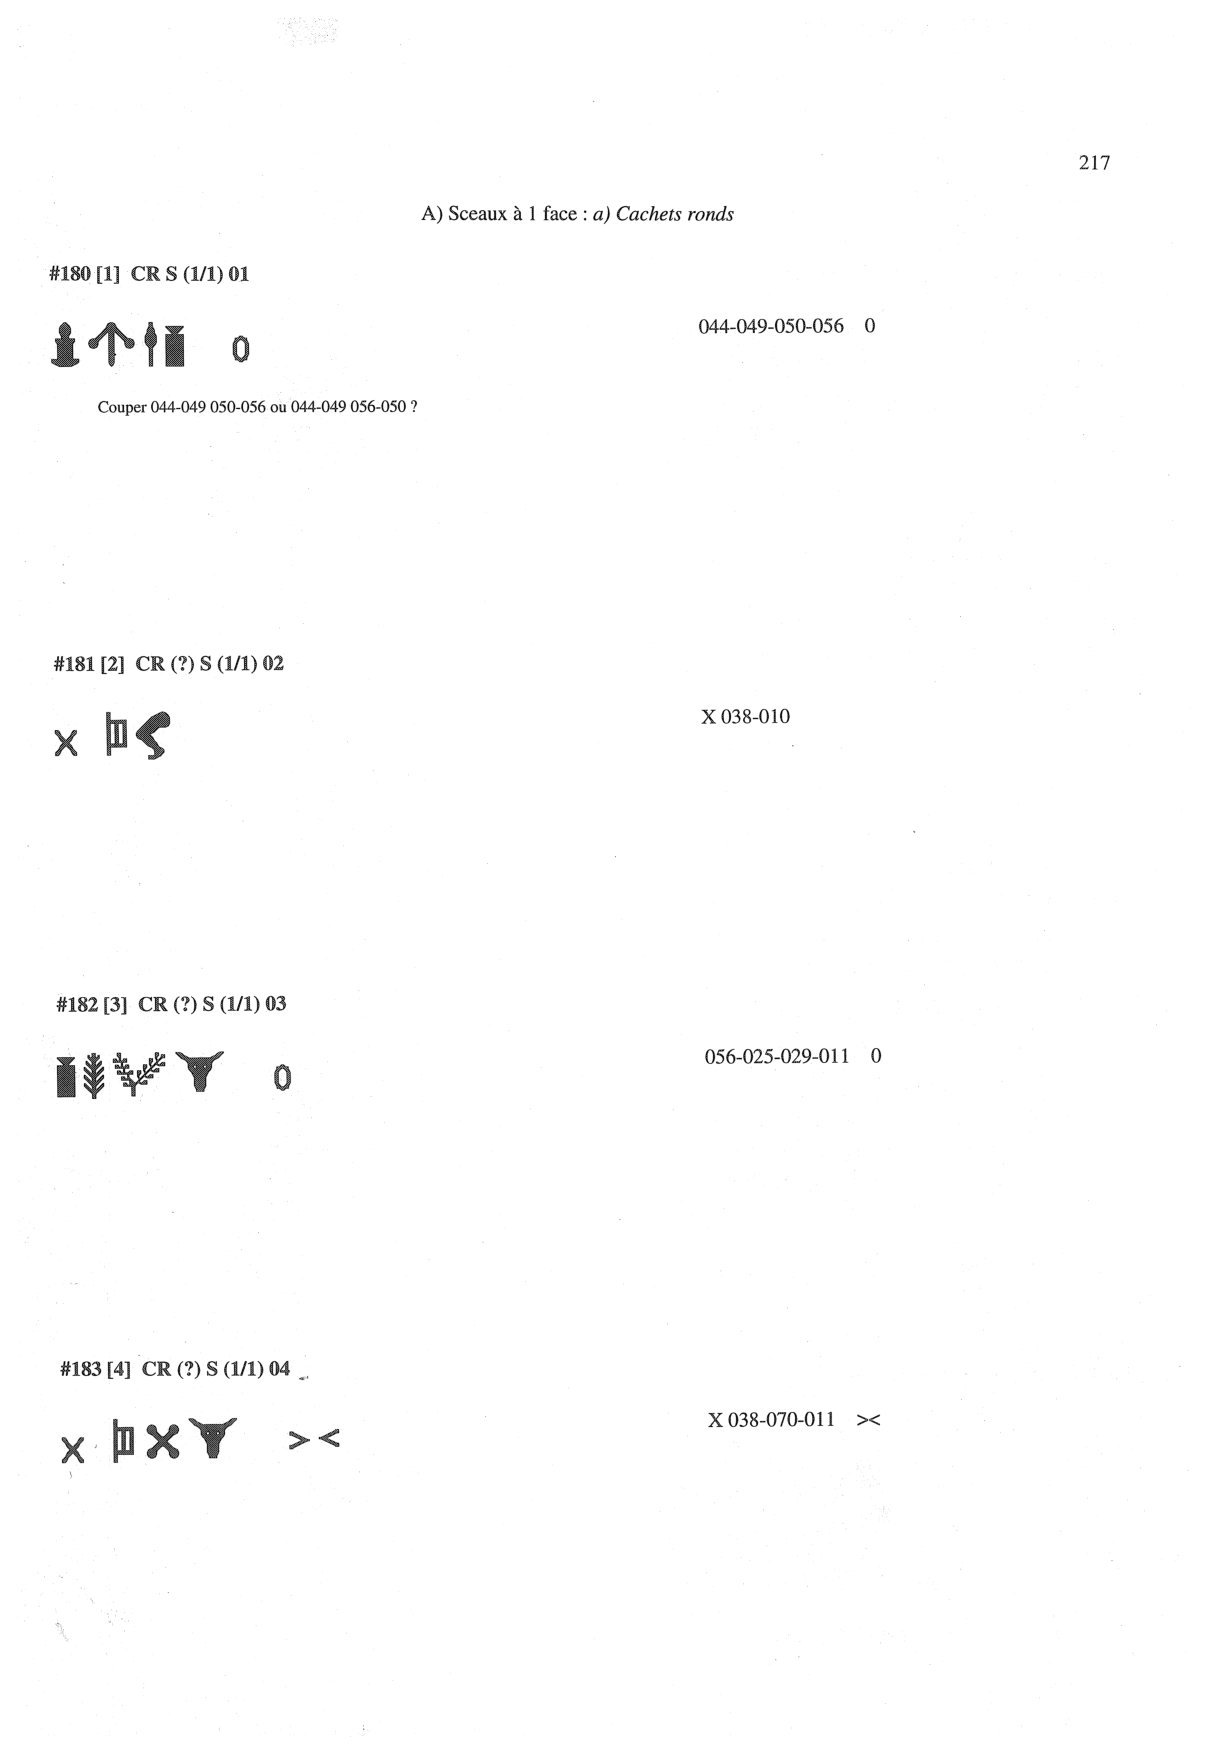 217
A) Sceaux à 1 face : a) Cachets ronds
#180 [1] CR S (1/1) 01
044-049-050-056 0
0
Couper 044-049 050-056 ou 044-049 056-050 ?
#181 [2] CR (?) S (1/1) 02
X 038-010
X
#182 [3] CR (?) S (1/1) 03
056-025-029-011 0
0
#183 [4] CR (?) S (1/1) 04
X 038-070-011 ><
X ><